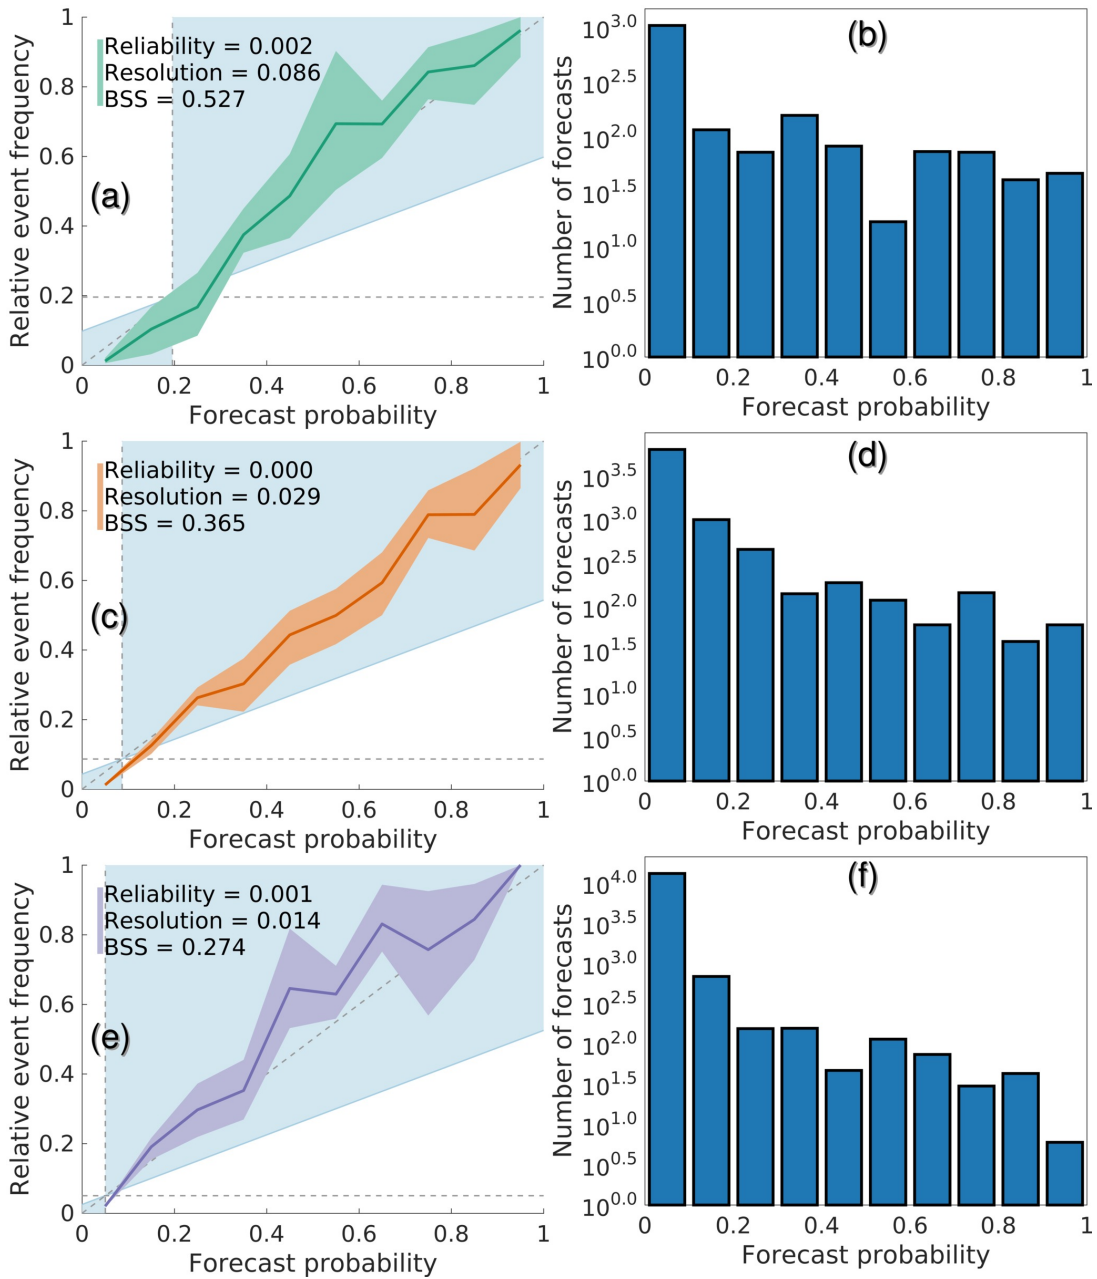 Reliability = 0.002
Resolution = 0.086
BSS = 0.527
(a)
Relative event frequency
1
0.8
0.6
0.4
0.2
0
0 0.2 0.4 0.6 0.8 1
Forecast probability
(b)
Number of forecasts
10^3.0
10^2.5
10^2.0
10^1.5
10^1.0
10^0.5
10^0.0
0 0.2 0.4 0.6 0.8 1
Forecast probability
Reliability = 0.000
Resolution = 0.029
BSS = 0.365
(c)
Relative event frequency
1
0.8
0.6
0.4
0.2
0
0 0.2 0.4 0.6 0.8 1
Forecast probability
(d)
Number of forecasts
10^3.5
10^3.0
10^2.5
10^2.0
10^1.5
10^1.0
10^0.5
10^0.0
0 0.2 0.4 0.6 0.8 1
Forecast probability
Reliability = 0.001
Resolution = 0.014
BSS = 0.274
(e)
Relative event frequency
1
0.8
0.6
0.4
0.2
0
0 0.2 0.4 0.6 0.8 1
Forecast probability
(f)
Number of forecasts
10^4.0
10^3.5
10^3.0
10^2.5
10^2.0
10^1.5
10^1.0
10^0.5
10^0.0
0 0.2 0.4 0.6 0.8 1
Forecast probability